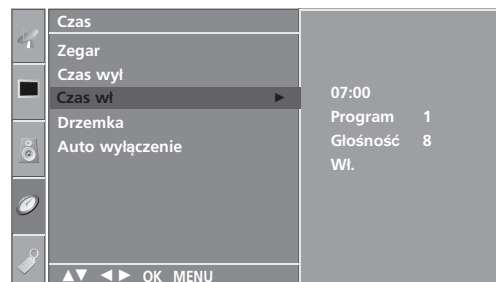 Czas
Zegar
Czas wył
Czas wł ►
Drzemka
Auto wyłączenie
07:00
Program 1
Głośność 8
Wł.
▲▼ ◄► OK MENU